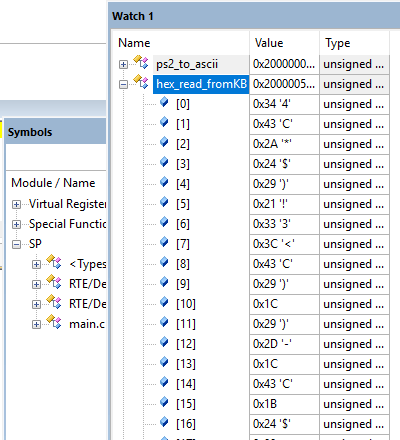 Watch 1
Name Value Type
ps2_to_ascii 0x2000000... unsigned ...
hex_read_fromKB 0x2000005... unsigned ...
[0] 0x34 '4' unsigned ...
[1] 0x43 'C' unsigned ...
[2] 0x2A '*' unsigned ...
[3] 0x24 '$' unsigned ...
[4] 0x29 ')' unsigned ...
[5] 0x21 '!' unsigned ...
[6] 0x33 '3' unsigned ...
[7] 0x3C '<' unsigned ...
[8] 0x43 'C' unsigned ...
[9] 0x29 ')' unsigned ...
[10] 0x1C unsigned ...
[11] 0x29 ')' unsigned ...
[12] 0x2D '-' unsigned ...
[13] 0x1C unsigned ...
[14] 0x43 'C' unsigned ...
[15] 0x1B unsigned ...
[16] 0x24 '$' unsigned ...
Symbols
Module / Name
Virtual Register
Special Functio
SP
<Types
RTE/De
RTE/De
main.c